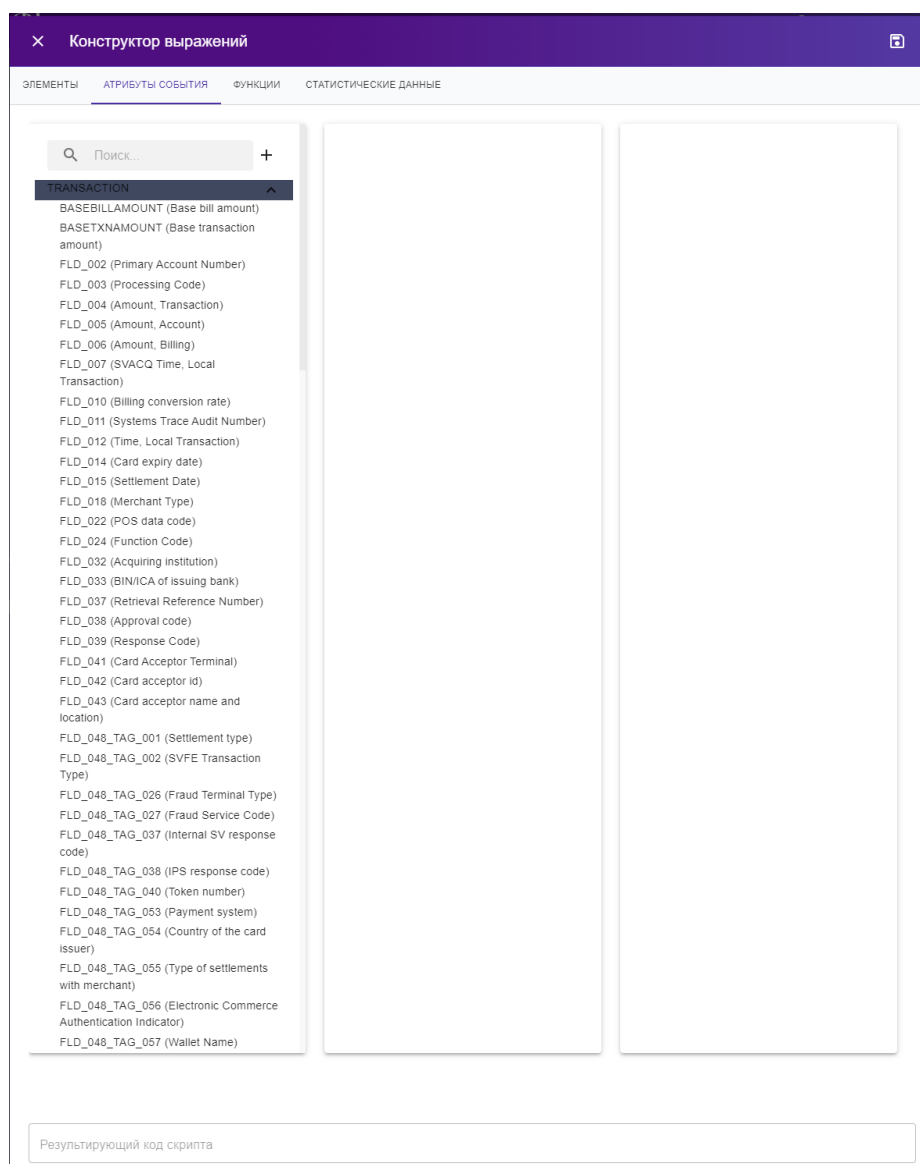 Конструктор выражений
ЭЛЕМЕНТЫ АТРИБУТЫ СОБЫТИЯ ФУНКЦИИ СТАТИСТИЧЕСКИЕ ДАННЫЕ
Поиск...
TRANSACTION
BASEBILLAMOUNT (Base bill amount)
BASETXNAMOUNT (Base transaction
amount)
FLD_002 (Primary Account Number)
FLD_003 (Processing Code)
FLD_004 (Amount, Transaction)
FLD_005 (Amount, Account)
FLD_006 (Amount, Billing)
FLD_007 (SVACQ Time, Local
Transaction)
FLD_010 (Billing conversion rate)
FLD_011 (Systems Trace Audit Number)
FLD_012 (Time, Local Transaction)
FLD_014 (Card expiry date)
FLD_015 (Settlement Date)
FLD_018 (Merchant Type)
FLD_022 (POS data code)
FLD_024 (Function Code)
FLD_032 (Acquiring institution)
FLD_033 (BIN/ICA of issuing bank)
FLD_037 (Retrieval Reference Number)
FLD_038 (Approval code)
FLD_039 (Response Code)
FLD_041 (Card Acceptor Terminal)
FLD_042 (Card acceptor id)
FLD_043 (Card acceptor name and
location)
FLD_048_TAG_001 (Settlement type)
FLD_048_TAG_002 (SVFE Transaction
Type)
FLD_048_TAG_026 (Fraud Terminal Type)
FLD_048_TAG_027 (Fraud Service Code)
FLD_048_TAG_037 (Internal SV response
code)
FLD_048_TAG_038 (IPS response code)
FLD_048_TAG_040 (Token number)
FLD_048_TAG_053 (Payment system)
FLD_048_TAG_054 (Country of the card
issuer)
FLD_048_TAG_055 (Type of settlements
with merchant)
FLD_048_TAG_056 (Electronic Commerce
Authentication Indicator)
FLD_048_TAG_057 (Wallet Name)
Результирующий код скрипта